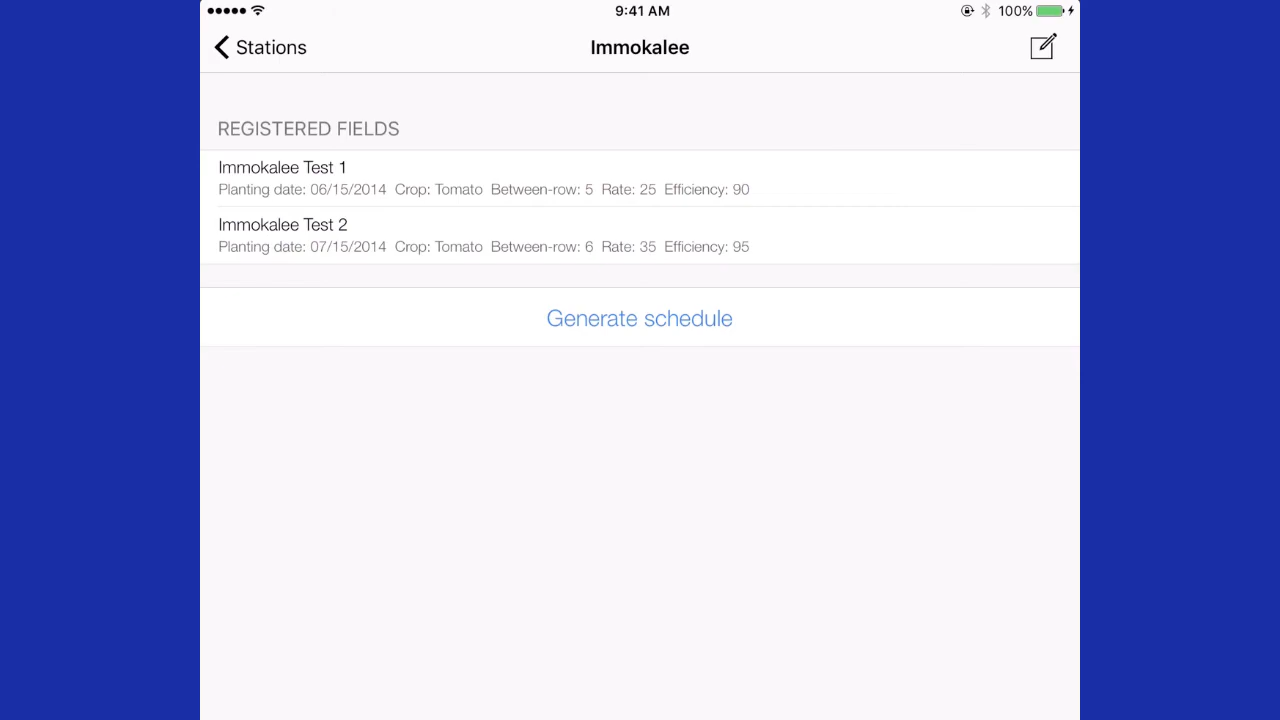 9:41 AM
100%
Stations
Immokalee
REGISTERED FIELDS
Immokalee Test 1
Planting date: 06/15/2014 Crop: Tomato Between-row: 5 Rate: 25 Efficiency: 90
Immokalee Test 2
Planting date: 07/15/2014 Crop: Tomato Between-row: 6 Rate: 35 Efficiency: 95
Generate schedule